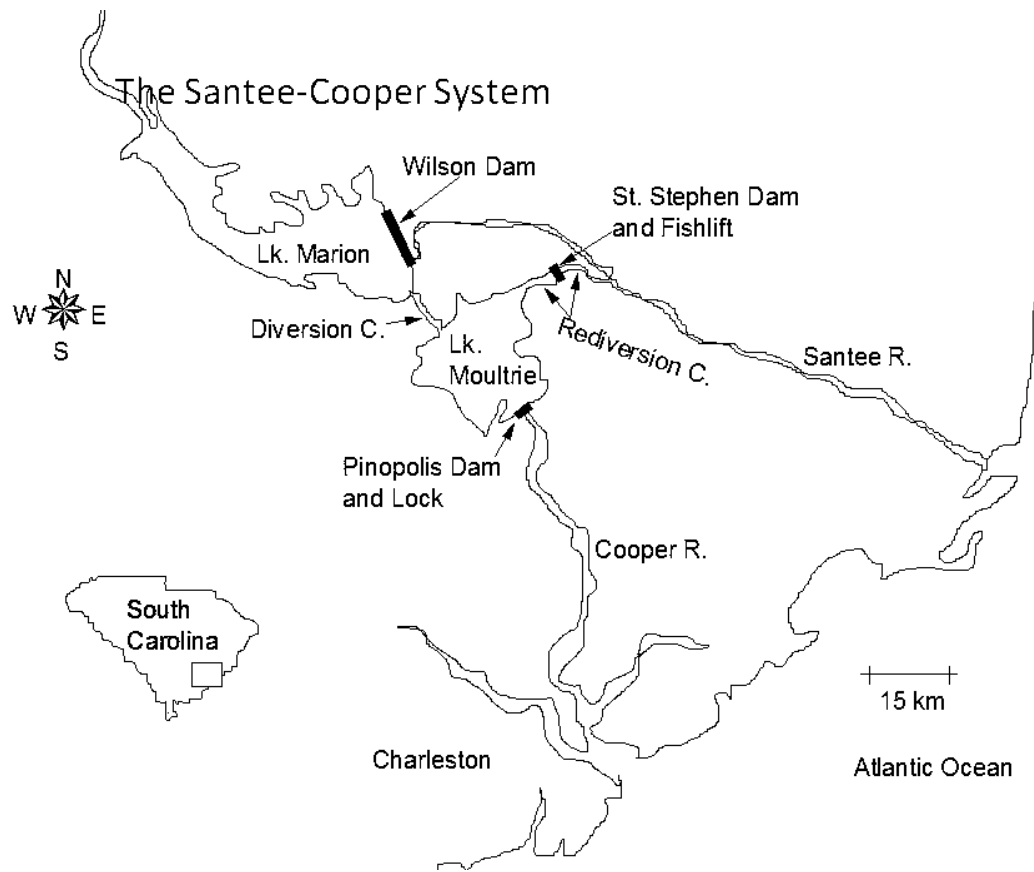 The Santee-Cooper System
Wilson Dam
St. Stephen Dam
and Fishlift
Lk. Marion
N
W E
S
Diversion C.
Lk.
Moultrie
Rediversion C.
Santee R.
Pinopolis Dam
and Lock
Cooper R.
South
Carolina
15 km
Charleston
Atlantic Ocean